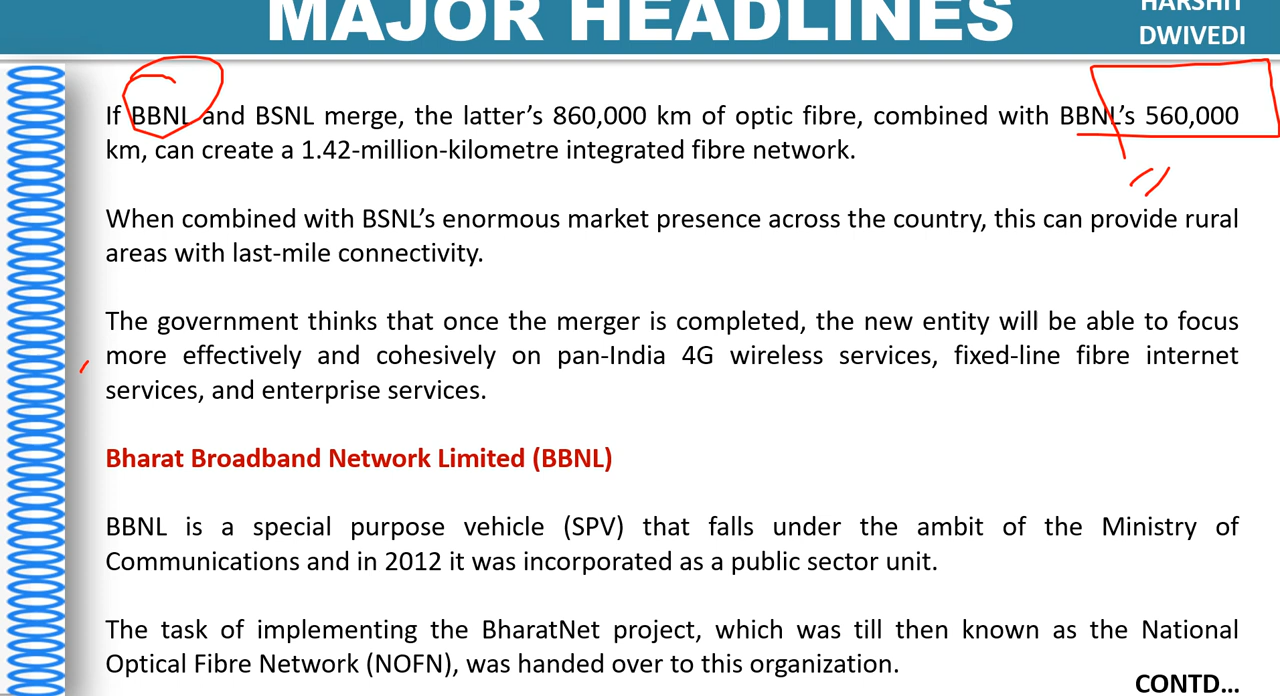 MAJOR HEADLINES
HARSHIT
DWIVEDI
If BBNL and BSNL merge, the latter’s 860,000 km of optic fibre, combined with BBNL’s 560,000
km, can create a 1.42-million-kilometre integrated fibre network.
When combined with BSNL’s enormous market presence across the country, this can provide rural
areas with last-mile connectivity.
The government thinks that once the merger is completed, the new entity will be able to focus
more effectively and cohesively on pan-India 4G wireless services, fixed-line fibre internet
services, and enterprise services.
Bharat Broadband Network Limited (BBNL)
BBNL is a special purpose vehicle (SPV) that falls under the ambit of the Ministry of
Communications and in 2012 it was incorporated as a public sector unit.
The task of implementing the BharatNet project, which was till then known as the National
Optical Fibre Network (NOFN), was handed over to this organization.
CONTD...